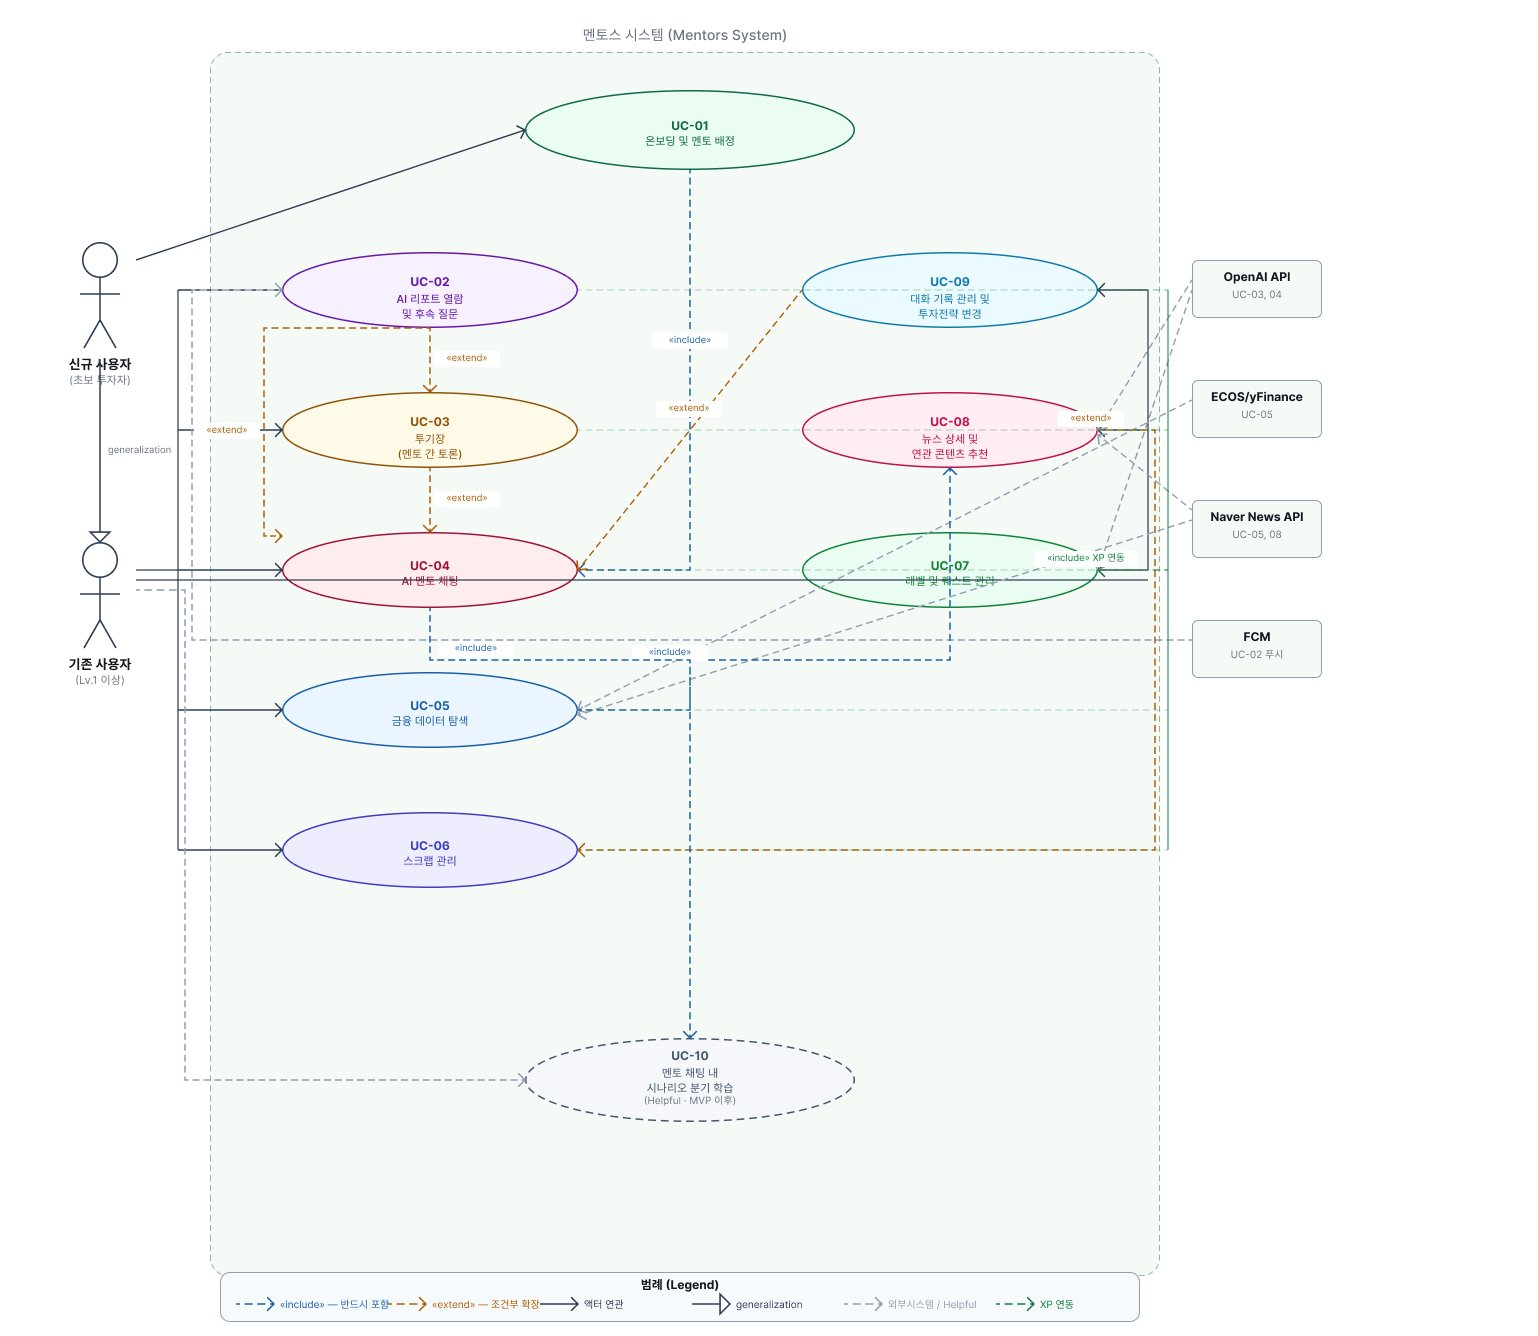 멘토스 시스템 (Mentors System)
UC-01
온보딩 및 멘토 배정
UC-02
AI 리포트 열람
및 후속 질문
UC-09
대화 기록 관리 및
투자전략 변경
OpenAI API
UC-03, 04
«include»
«extend»
신규 사용자
(초보 투자자)
ECOS/yFinance
UC-05
«extend»
«extend»
«extend»
UC-03
투기장
(멘토 간 토론)
UC-08
뉴스 상세 및
연관 콘텐츠 추천
generalization
«extend»
Naver News API
UC-05, 08
UC-04
AI 멘토 채팅
«include» XP 연동
UC-07
레벨 및 퀘스트 관리
기존 사용자
(Lv.1 이상)
«include»
«include»
FCM
UC-02 푸시
UC-05
금융 데이터 탐색
UC-06
스크랩 관리
UC-10
멘토 채팅 내
시나리오 분기 학습
(Helpful · MVP 이후)
범례 (Legend)
«include» — 반드시 포함
«extend» — 조건부 확장
액터 연관
generalization
외부시스템 / Helpful
XP 연동